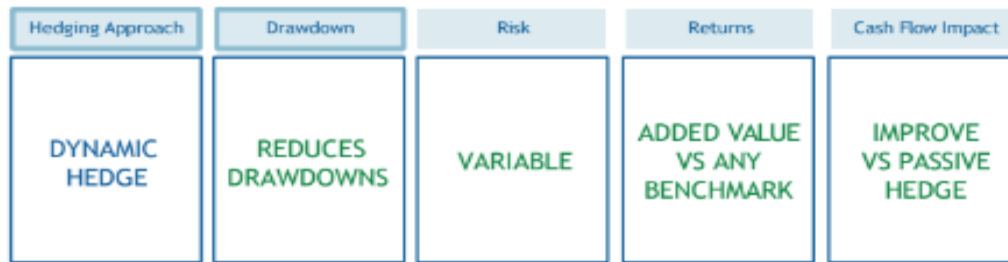 Hedging Approach
Drawdown
Risk
Returns
Cash Flow Impact
DYNAMIC
HEDGE
REDUCES
DRAWDOWNS
VARIABLE
ADDED VALUE
VS ANY
BENCHMARK
IMPROVE
VS PASSIVE
HEDGE